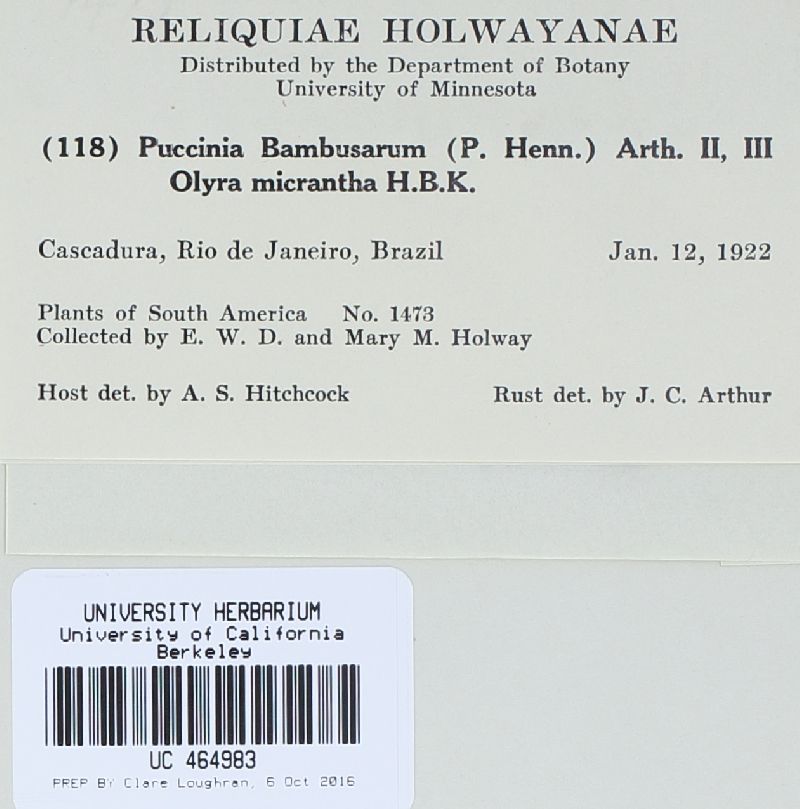 RELIQUIAE HOLWAYANAE
Distributed by the Department of Botany
University of Minnesota
(118) Puccinia Bambusarum (P. Henn.) Arth. II, III
Olyra micrantha H.B.K.
Cascadura, Rio de Janeiro, Brazil Jan. 12, 1922
Plants of South America No. 1473
Collected by E. W. D. and Mary M. Holway
Host det. by A. S. Hitchcock Rust det. by J. C. Arthur
UNIVERSITY HERBARIUM
University of California
Berkeley
UC 464983
PREP BY Clare Loughran, 6 Oct 2016